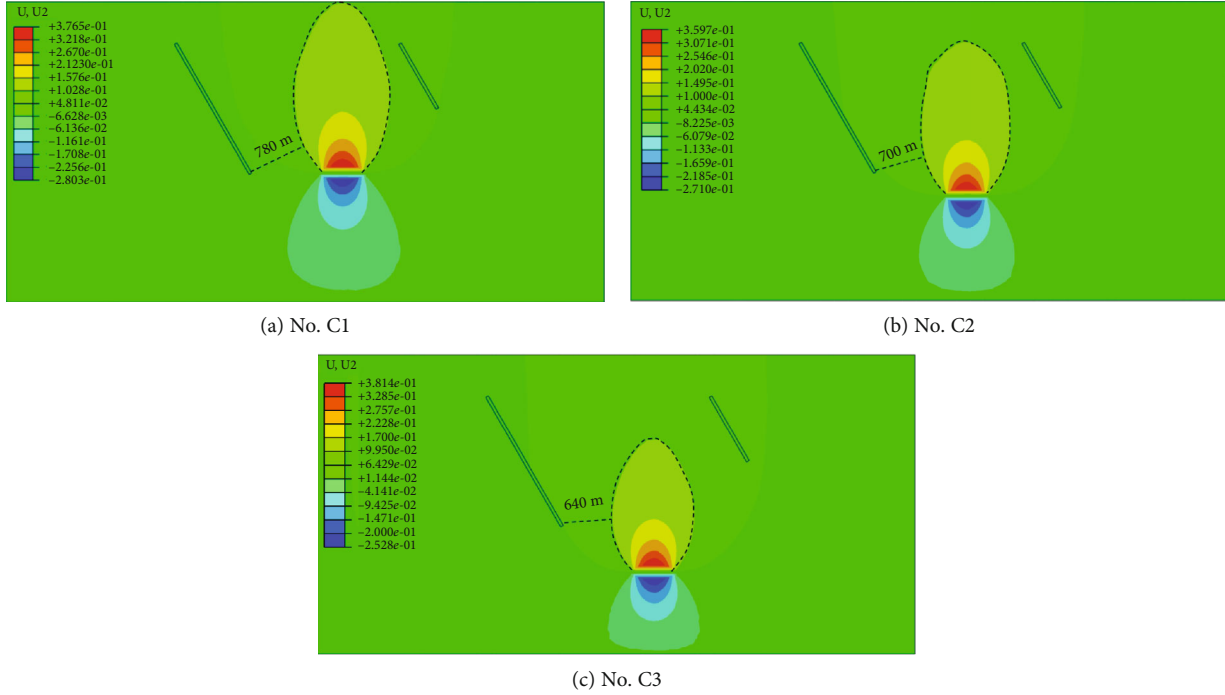 U, U2
+3.765e-01
+3.218e-01
+2.670e-01
+2.1230e-01
+1.576e-01
+1.028e-01
+4.811e-02
−6.628e-03
−6.136e-02
−1.161e-01
−1.708e-01
−2.256e-01
−2.803e-01
780 m
(a) No. C1
U, U2
+3.597e-01
+3.071e-01
+2.546e-01
+2.020e-01
+1.495e-01
+1.000e-01
+4.434e-02
−8.225e-03
−6.079e-02
−1.133e-01
−1.659e-01
−2.185e-01
−2.710e-01
700 m
(b) No. C2
U, U2
+3.814e-01
+3.285e-01
+2.757e-01
+2.228e-01
+1.700e-01
+9.950e-02
+6.429e-02
+1.144e-02
−4.141e-02
−9.425e-02
−1.471e-01
−2.000e-01
−2.528e-01
640 m
(c) No. C3